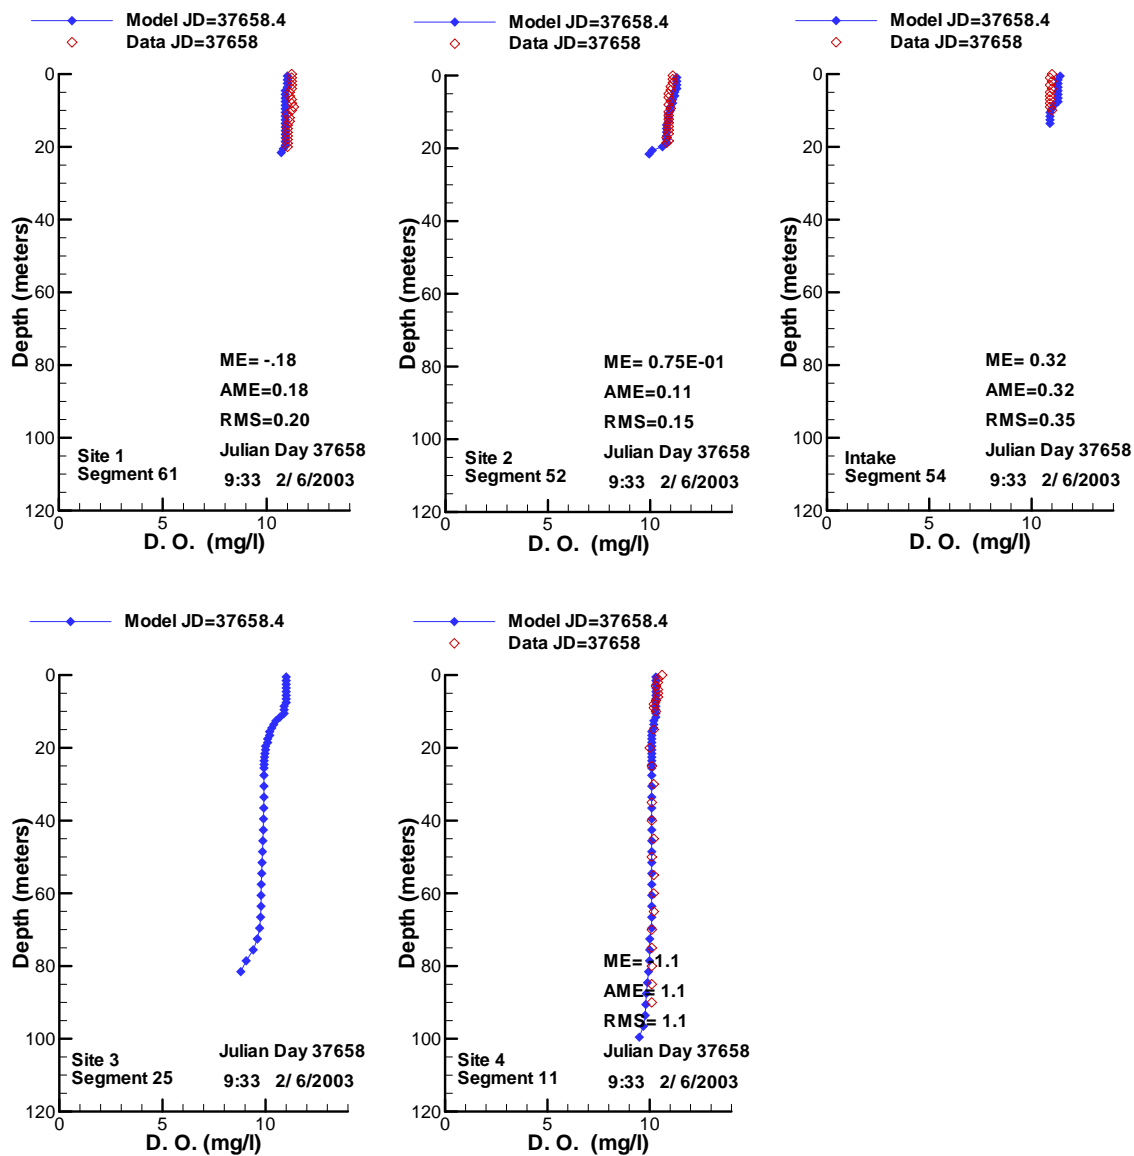 Model JD=37658.4
Data JD=37658
0
20
40
60
80
100
120
Depth (meters)
ME= -.18
AME=0.18
RMS=0.20
Julian Day 37658
9:33 2/ 6/2003
Site 1
Segment 61
0 5 10
D. O. (mg/l)
Model JD=37658.4
Data JD=37658
0
20
40
60
80
100
120
Depth (meters)
ME= 0.75E-01
AME=0.11
RMS=0.15
Julian Day 37658
9:33 2/ 6/2003
Site 2
Segment 52
0 5 10
D. O. (mg/l)
Model JD=37658.4
Data JD=37658
0
20
40
60
80
100
120
Depth (meters)
ME= 0.32
AME=0.32
RMS=0.35
Julian Day 37658
9:33 2/ 6/2003
Intake
Segment 54
0 5 10
D. O. (mg/l)
Model JD=37658.4
0
20
40
60
80
100
120
Depth (meters)
Julian Day 37658
9:33 2/ 6/2003
Site 3
Segment 25
0 5 10
D. O. (mg/l)
Model JD=37658.4
Data JD=37658
0
20
40
60
80
100
120
Depth (meters)
ME= -1.1
AME= 1.1
RMS= 1.1
Julian Day 37658
9:33 2/ 6/2003
Site 4
Segment 11
0 5 10
D. O. (mg/l)